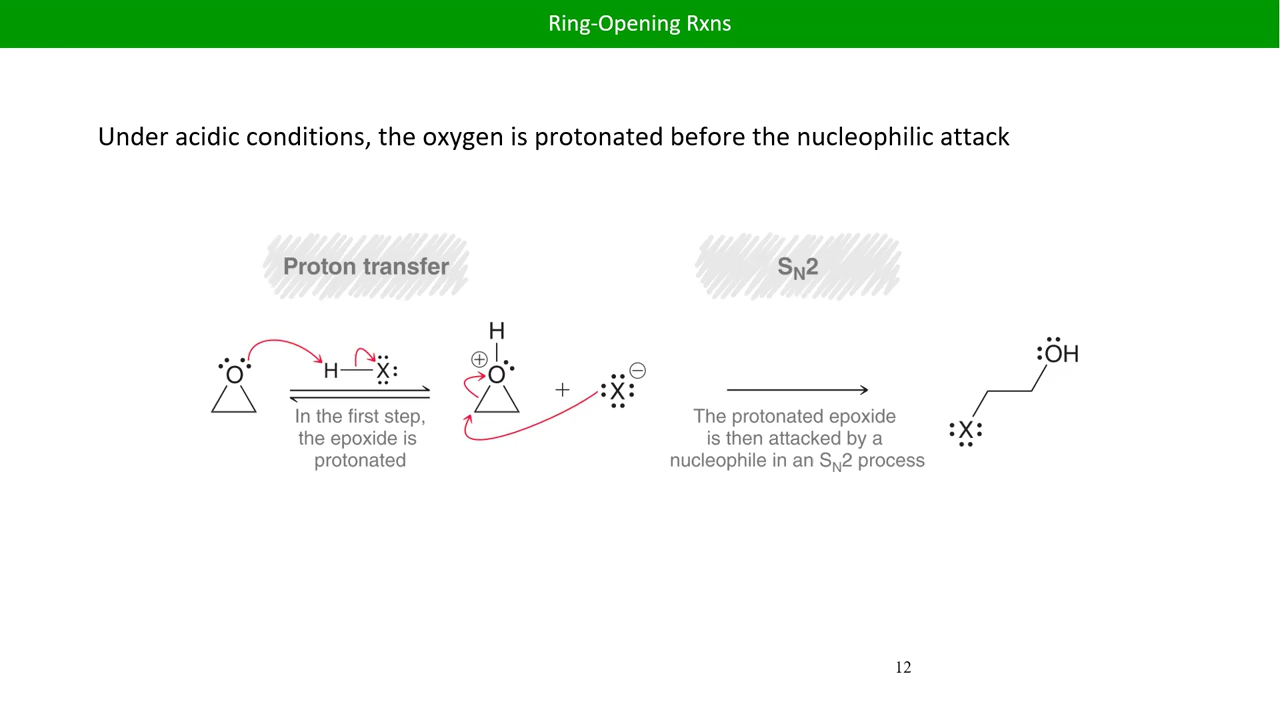 Ring-Opening Rxns
Under acidic conditions, the oxygen is protonated before the nucleophilic attack
Proton transfer
SN2
H
O
H—X:
⊕
O
+
:X: ⊖
:ÖH
:X:
In the first step,
the epoxide is
protonated
The protonated epoxide
is then attacked by a
nucleophile in an SN2 process
12